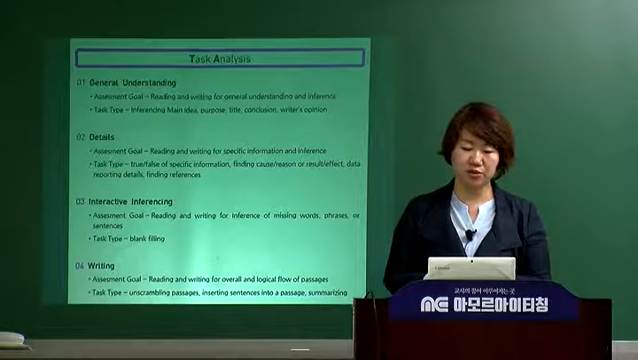 Task Analysis
01 General Understanding
• Assesment Goal – Reading and writing for general understanding and inference
• Task Type – Inferencing Main idea, purpose, title, conclusion, writer's opinion
02 Details
• Assesment Goal – Reading and writing for specific information and inference
• Task Type – true/false of specific information, finding cause/reason or result/effect, data
reporting details, finding references
03 Interactive Inferencing
• Assesment Goal – Reading and writing for inference of missing words, phrases, or
sentences
• Task Type – blank filling
04 Writing
• Assesment Goal – Reading and writing for overall and logical flow of passages
• Task Type – unscrambling passages, inserting sentences into a passage, summarizing
Lenovo
교사의 꿈이 이루어지는 곳
아모르아이티칭